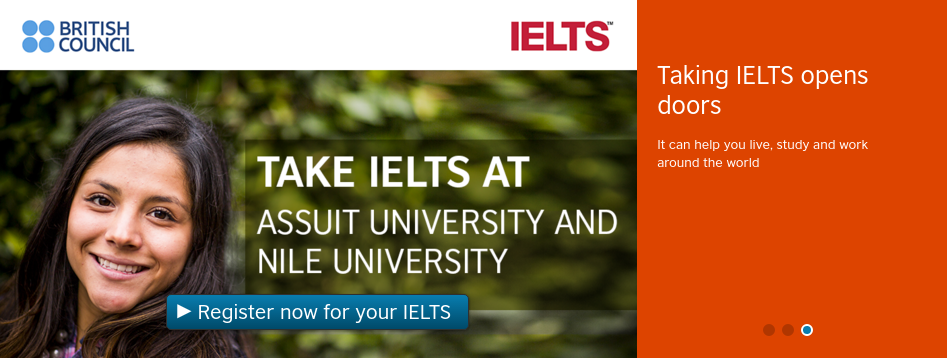 BRITISH
COUNCIL
IELTS™
TAKE IELTS AT
ASSUIT UNIVERSITY AND
NILE UNIVERSITY
Register now for your IELTS
Taking IELTS opens
doors
It can help you live, study and work
around the world